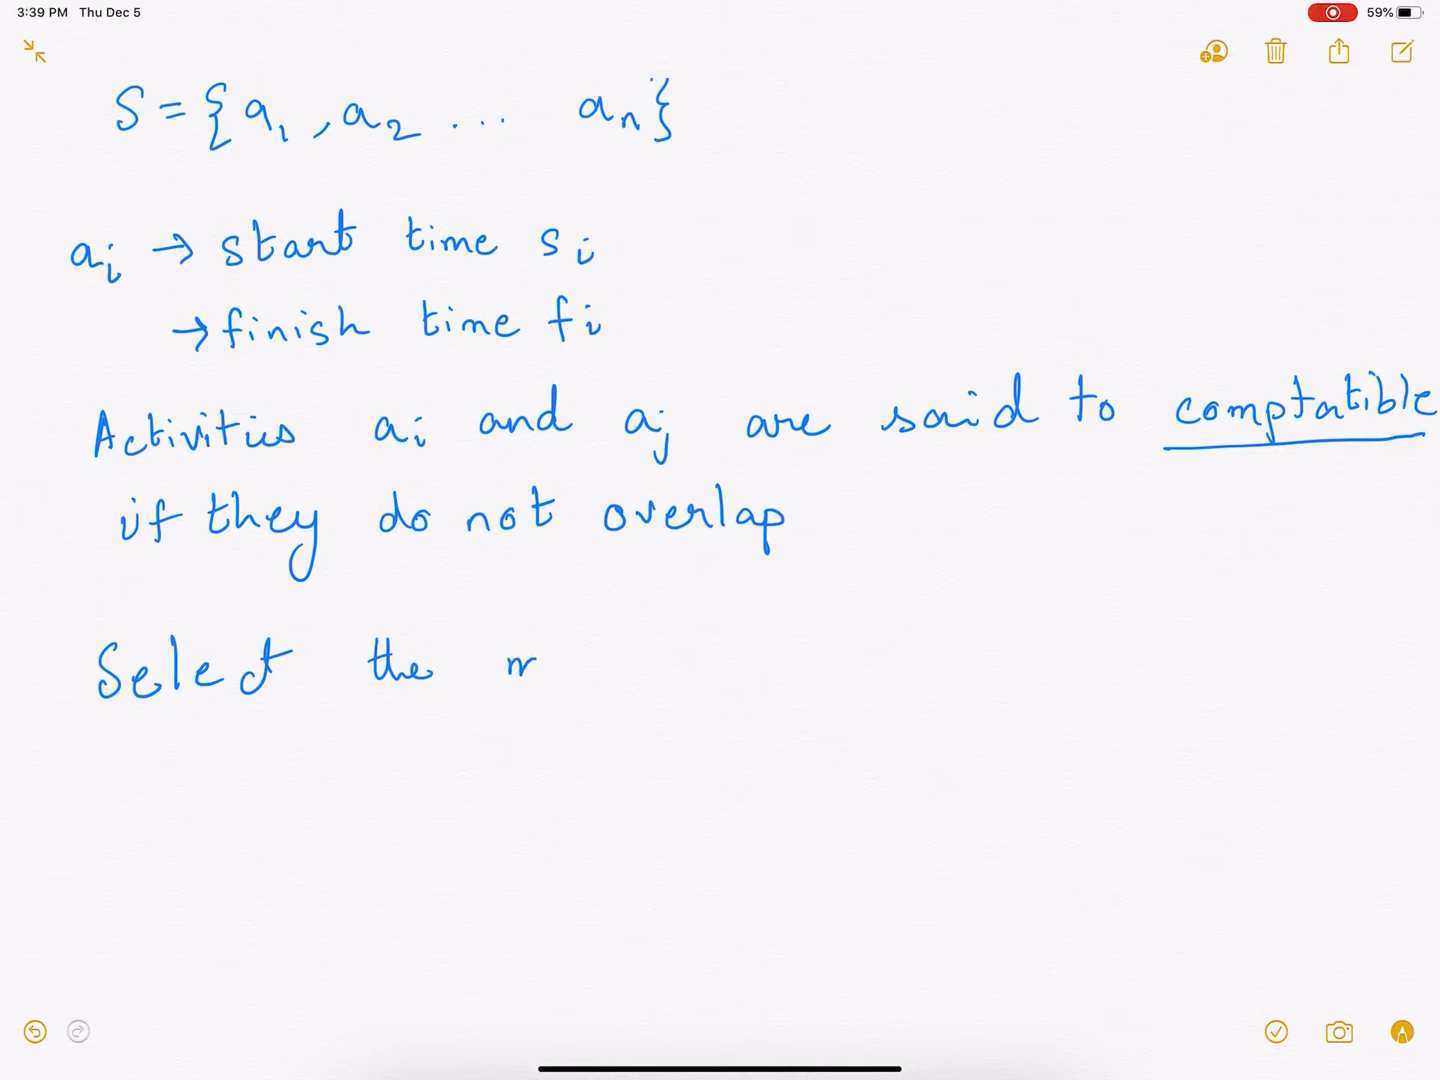 3:39 PM Thu Dec 5
59%
S = {a1, a2 ... an}
ai → start time si
→ finish time fi
Activities ai and aj are said to comptatible
if they do not overlap
Select the